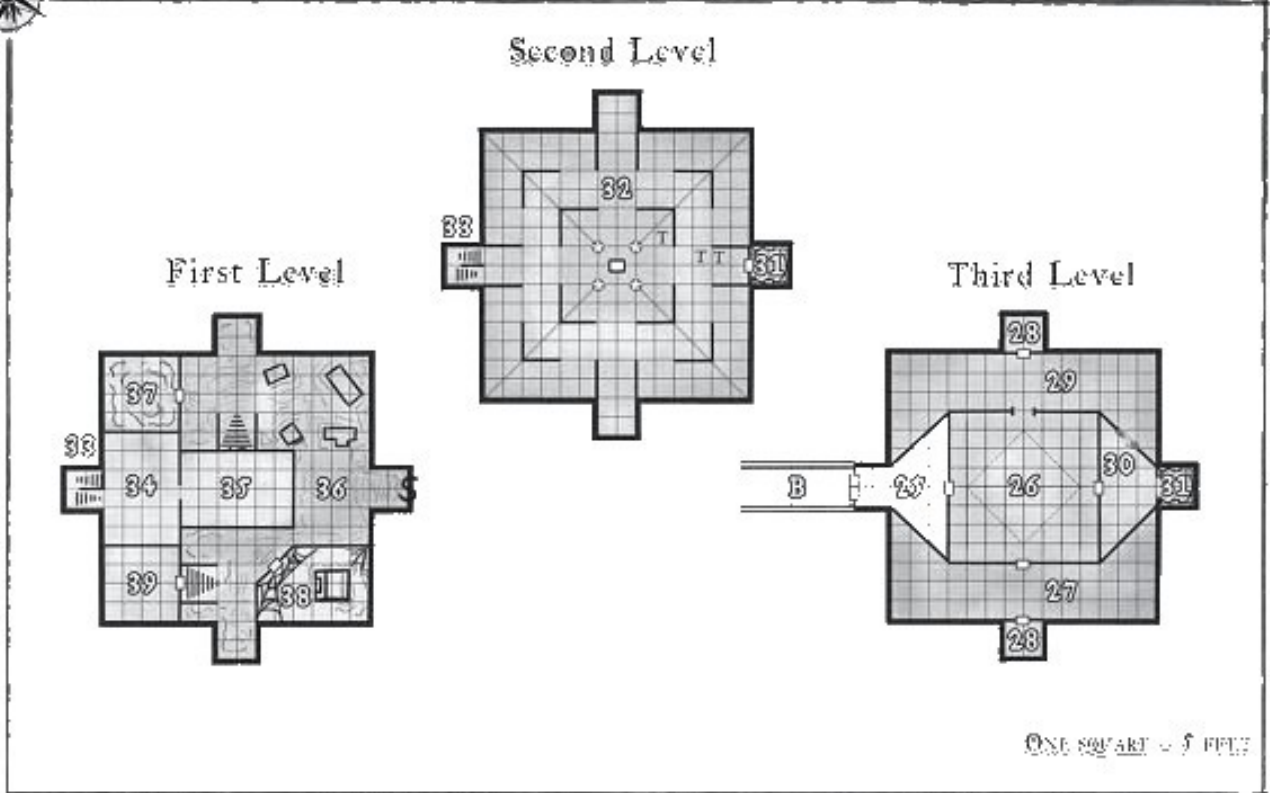 Second Level
32
33
31
First Level
Third Level
37
33
34
35
36
S
39
38
T
T T
28
29
B
25
26
30
31
27
28
ONE SQUARE = 5 FEET